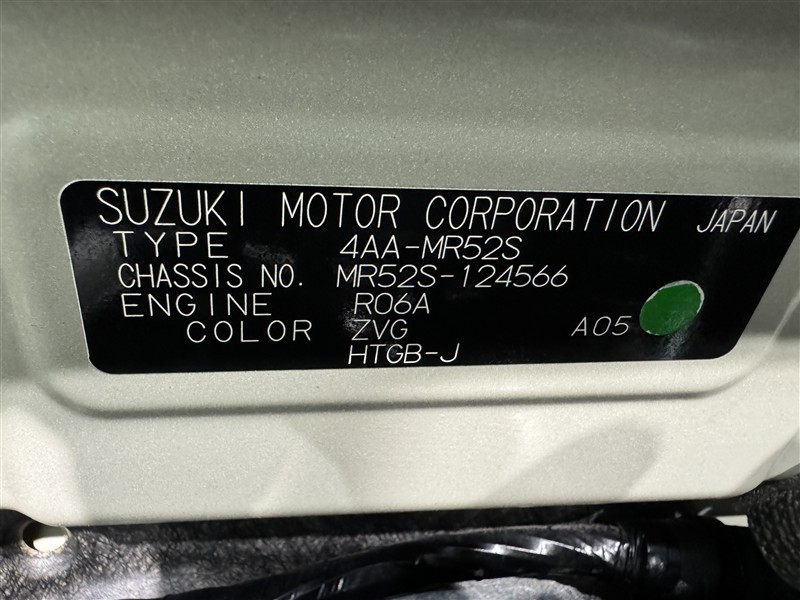 SUZUKI MOTOR CORPORATION JAPAN
TYPE 4AA-MR52S
CHASSIS NO. MR52S-124566
ENGINE R06A
COLOR ZVG A05
HTGB-J